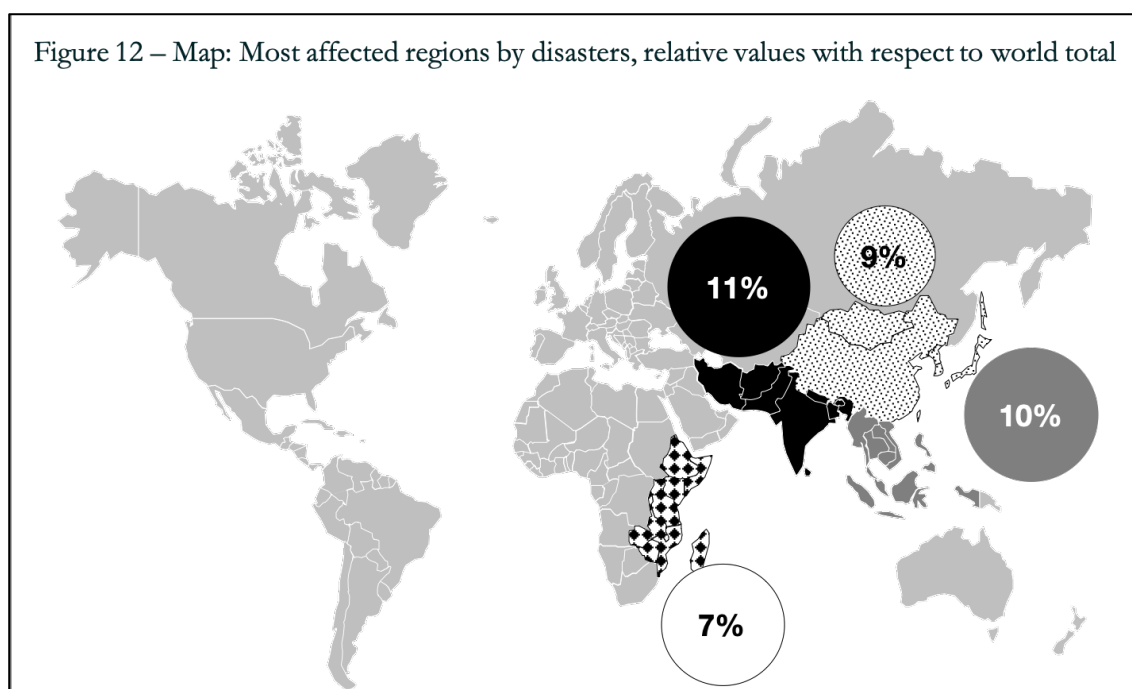 Figure 12 – Map: Most affected regions by disasters, relative values with respect to world total
9%
11%
10%
7%